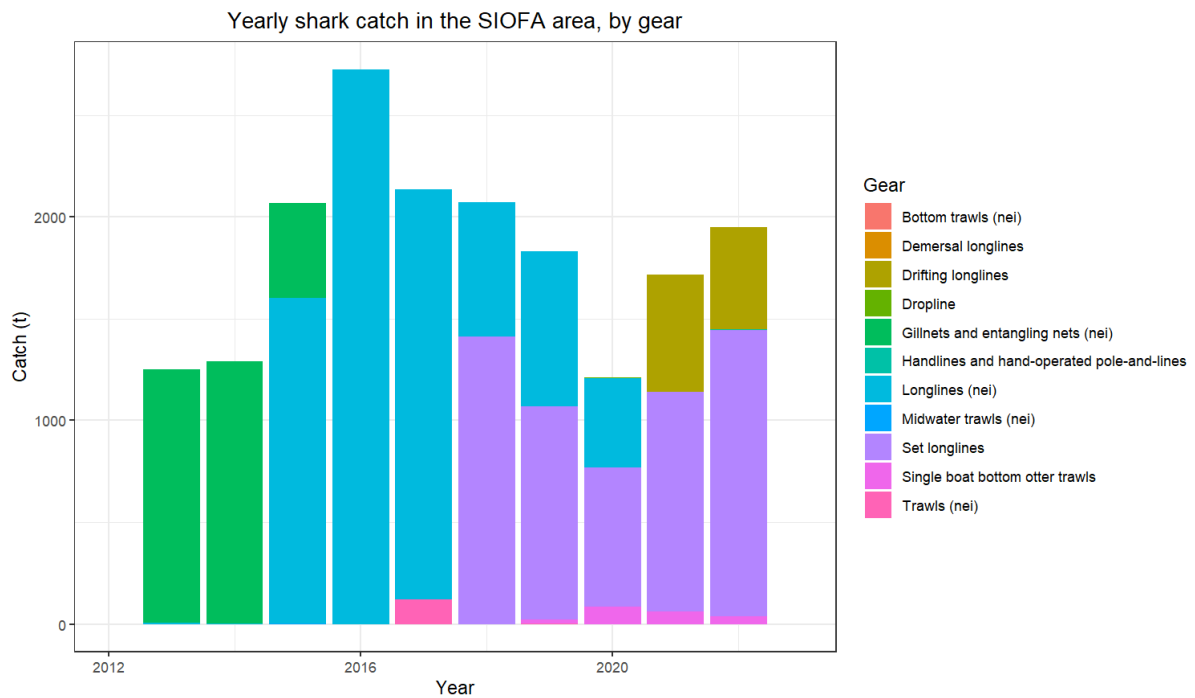 Yearly shark catch in the SIOFA area, by gear
Catch (t)
2000
1000
0
2012
2016
2020
Year
Gear
Bottom trawls (nei)
Demersal longlines
Drifting longlines
Dropline
Gillnets and entangling nets (nei)
Handlines and hand-operated pole-and-lines
Longlines (nei)
Midwater trawls (nei)
Set longlines
Single boat bottom otter trawls
Trawls (nei)